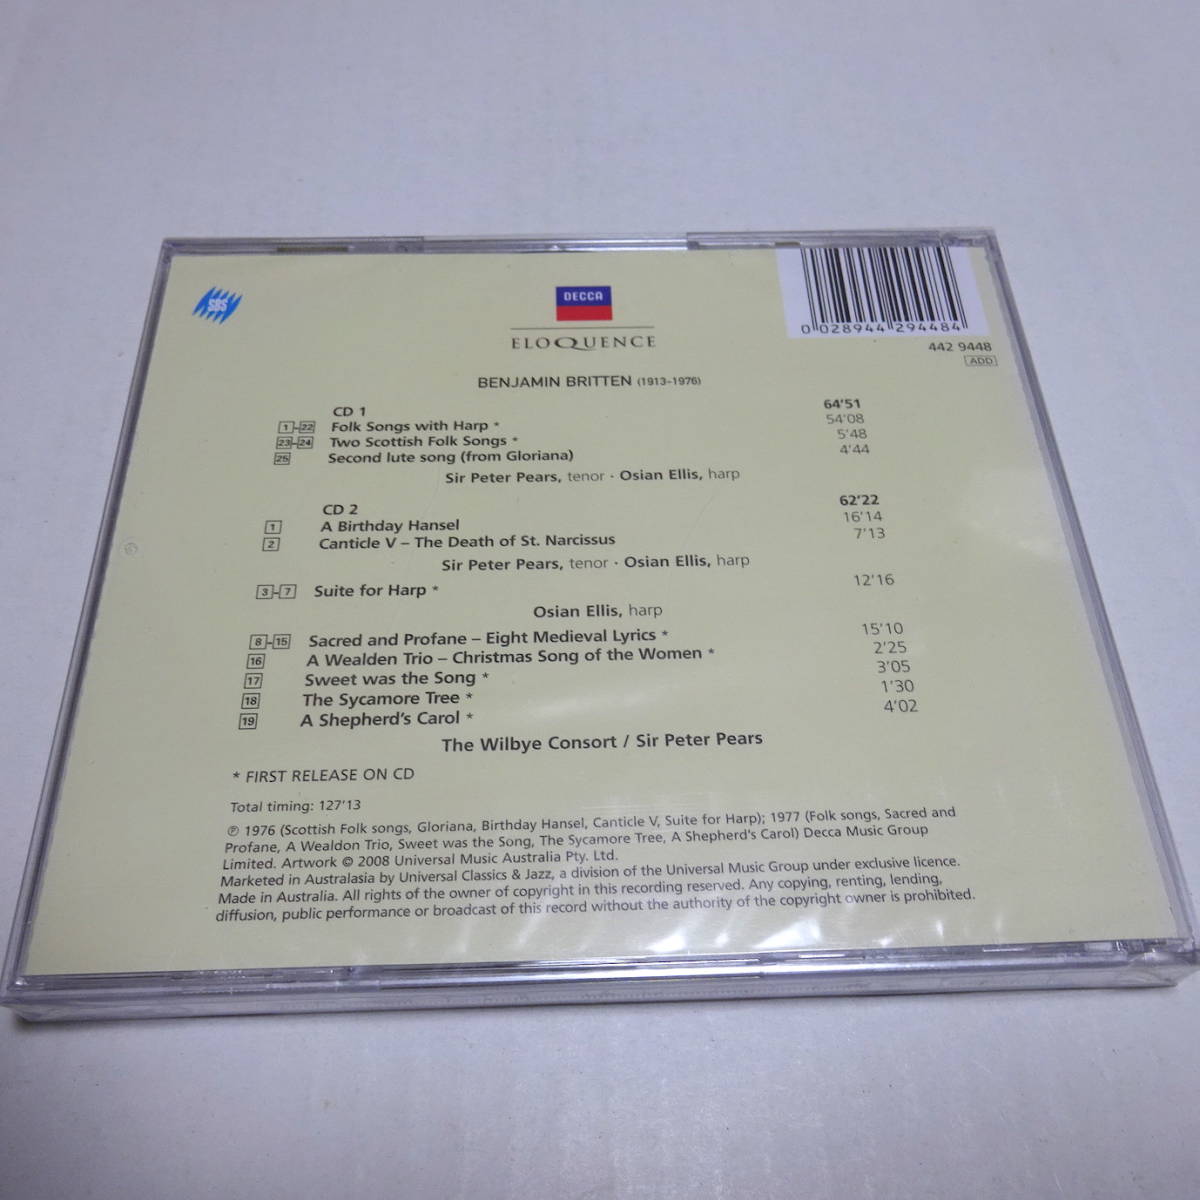 SBS
DECCA
ELOQUENCE
0 028944 294484
442 9448
ADD
BENJAMIN BRITTEN (1913-1976)
CD 1 64'51
1-22 Folk Songs with Harp * 54'08
23-24 Two Scottish Folk Songs * 5'48
25 Second lute song (from Gloriana) 4'44
Sir Peter Pears, tenor · Osian Ellis, harp
CD 2 62'22
1 A Birthday Hansel 16'14
2 Canticle V – The Death of St. Narcissus 7'13
Sir Peter Pears, tenor · Osian Ellis, harp
3-7 Suite for Harp * 12'16
Osian Ellis, harp
8-15 Sacred and Profane – Eight Medieval Lyrics * 15'10
16 A Wealden Trio – Christmas Song of the Women * 2'25
17 Sweet was the Song * 3'05
18 The Sycamore Tree * 1'30
19 A Shepherd's Carol * 4'02
The Wilbye Consort / Sir Peter Pears
* FIRST RELEASE ON CD
Total timing: 127'13
℗ 1976 (Scottish Folk songs, Gloriana, Birthday Hansel, Canticle V, Suite for Harp); 1977 (Folk songs, Sacred and
Profane, A Wealdon Trio, Sweet was the Song, The Sycamore Tree, A Shepherd's Carol) Decca Music Group
Limited. Artwork © 2008 Universal Music Australia Pty. Ltd.
Marketed in Australasia by Universal Classics & Jazz, a division of the Universal Music Group under exclusive licence.
Made in Australia. All rights of the owner of copyright in this recording reserved. Any copying, renting, lending,
diffusion, public performance or broadcast of this record without the authority of the copyright owner is prohibited.